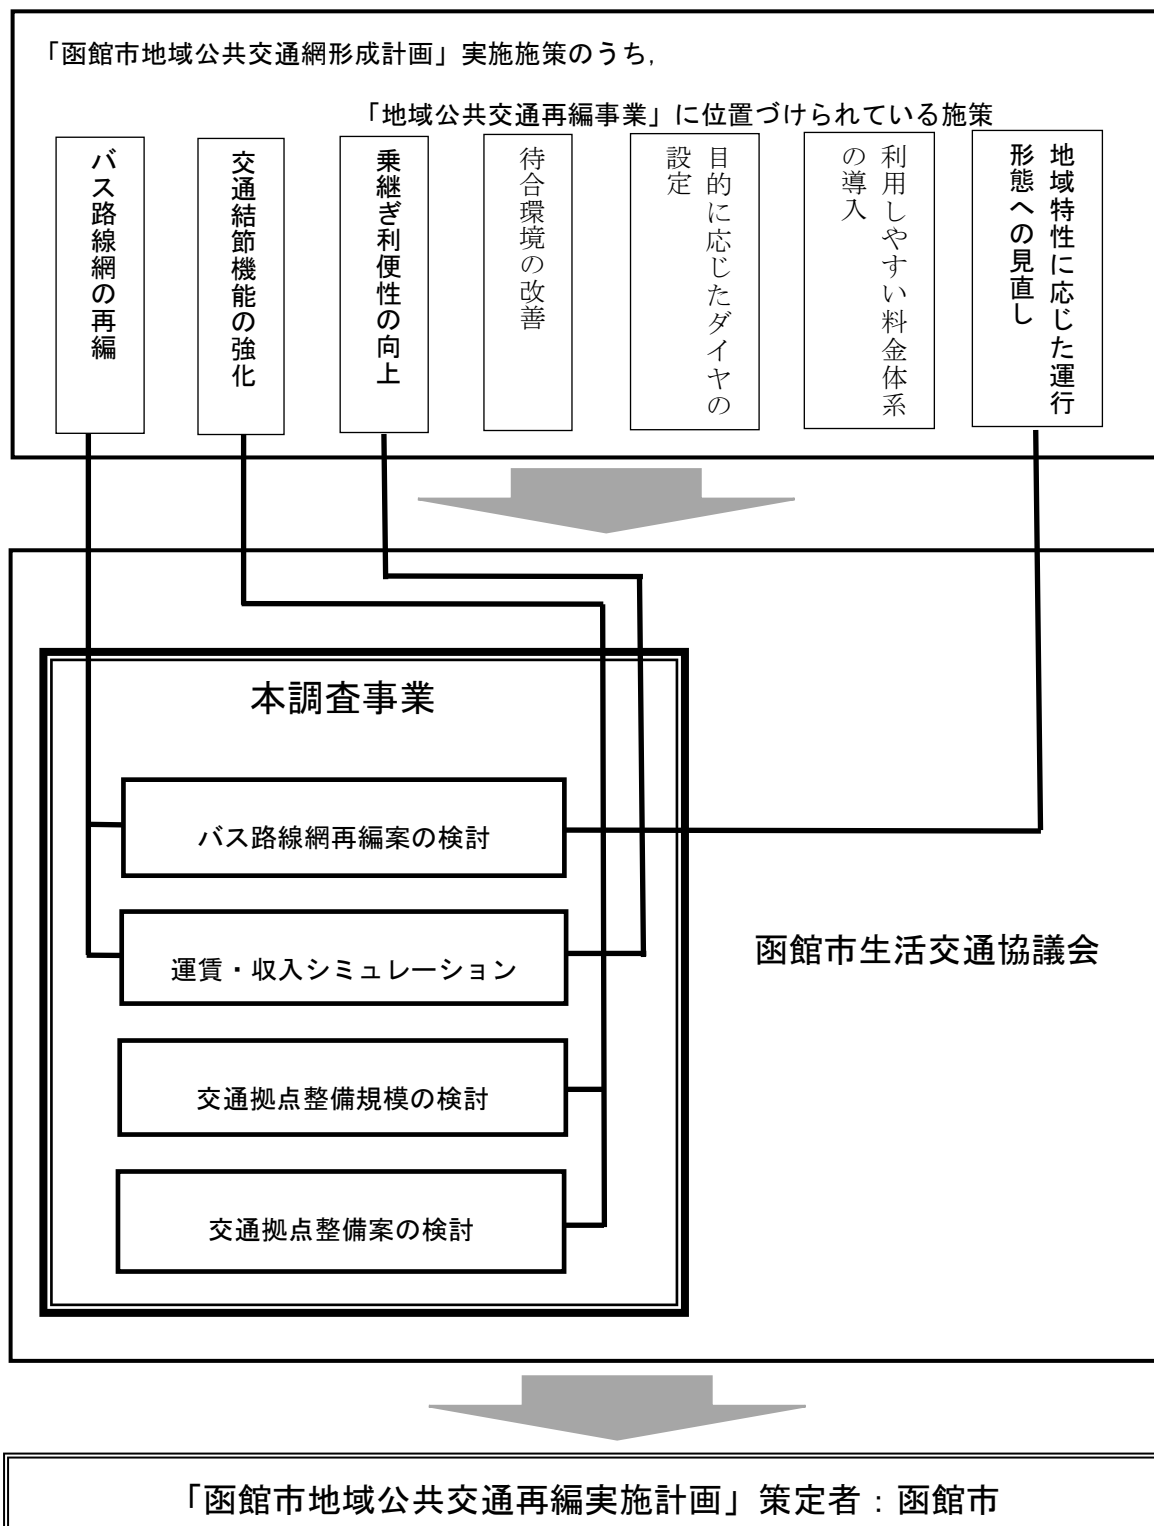 「函館市地域公共交通網形成計画」実施施策のうち,
「地域公共交通再編事業」に位置づけられている施策
バス路線網の再編
交通結節機能の強化
乗継ぎ利便性の向上
待合環境の改善
目的に応じたダイヤの
設定
利用しやすい料金体系
の導入
地域特性に応じた運行
形態への見直し
本調査事業
バス路線網再編案の検討
運賃・収入シミュレーション
交通拠点整備規模の検討
交通拠点整備案の検討
函館市生活交通協議会
「函館市地域公共交通再編実施計画」策定者：函館市